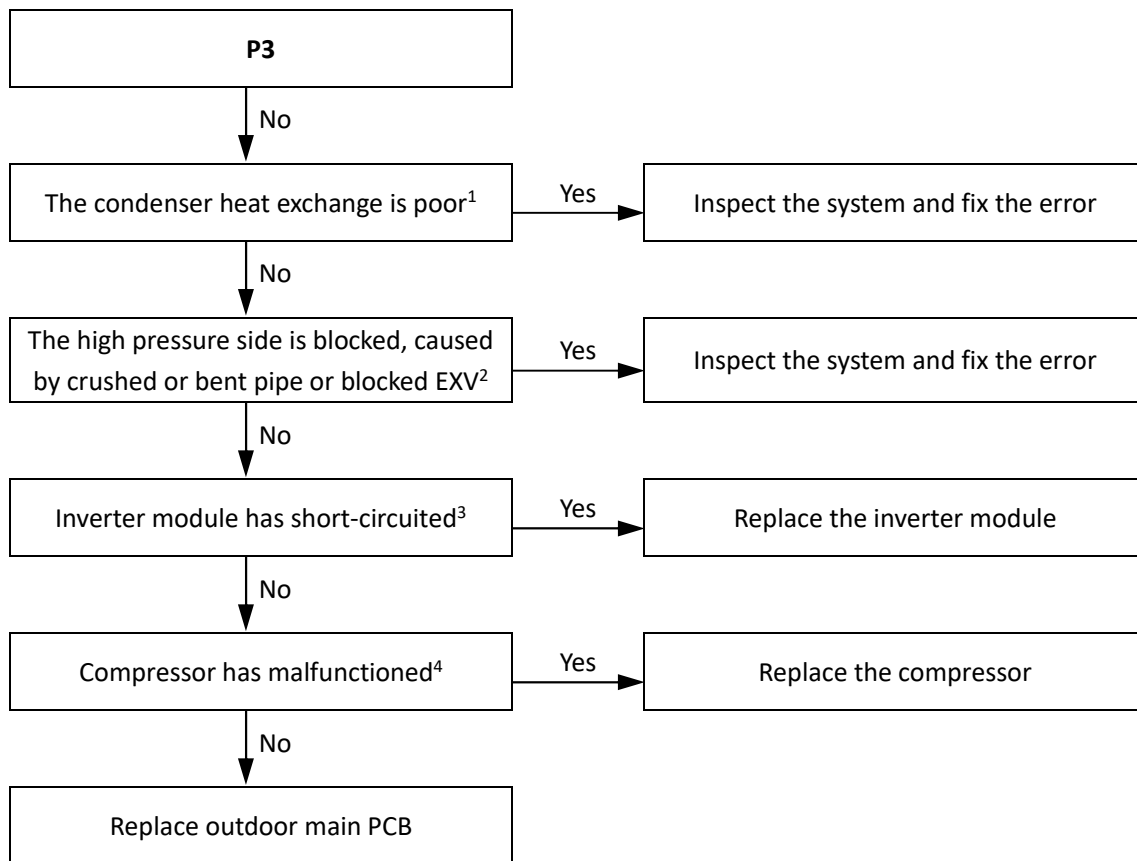 P3
No
The condenser heat exchange is poor¹
Yes
Inspect the system and fix the error
No
The high pressure side is blocked, caused
by crushed or bent pipe or blocked EXV²
Yes
Inspect the system and fix the error
No
Inverter module has short-circuited³
Yes
Replace the inverter module
No
Compressor has malfunctioned⁴
Yes
Replace the compressor
No
Replace outdoor main PCB